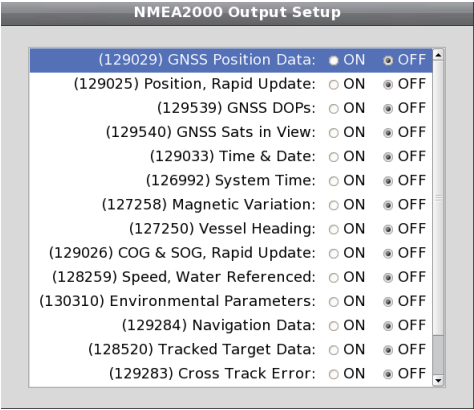 NMEA2000 Output Setup
(129029) GNSS Position Data: ON OFF
(129025) Position, Rapid Update: ON OFF
(129539) GNSS DOPs: ON OFF
(129540) GNSS Sats in View: ON OFF
(129033) Time & Date: ON OFF
(126992) System Time: ON OFF
(127258) Magnetic Variation: ON OFF
(127250) Vessel Heading: ON OFF
(129026) COG & SOG, Rapid Update: ON OFF
(128259) Speed, Water Referenced: ON OFF
(130310) Environmental Parameters: ON OFF
(129284) Navigation Data: ON OFF
(128520) Tracked Target Data: ON OFF
(129283) Cross Track Error: ON OFF